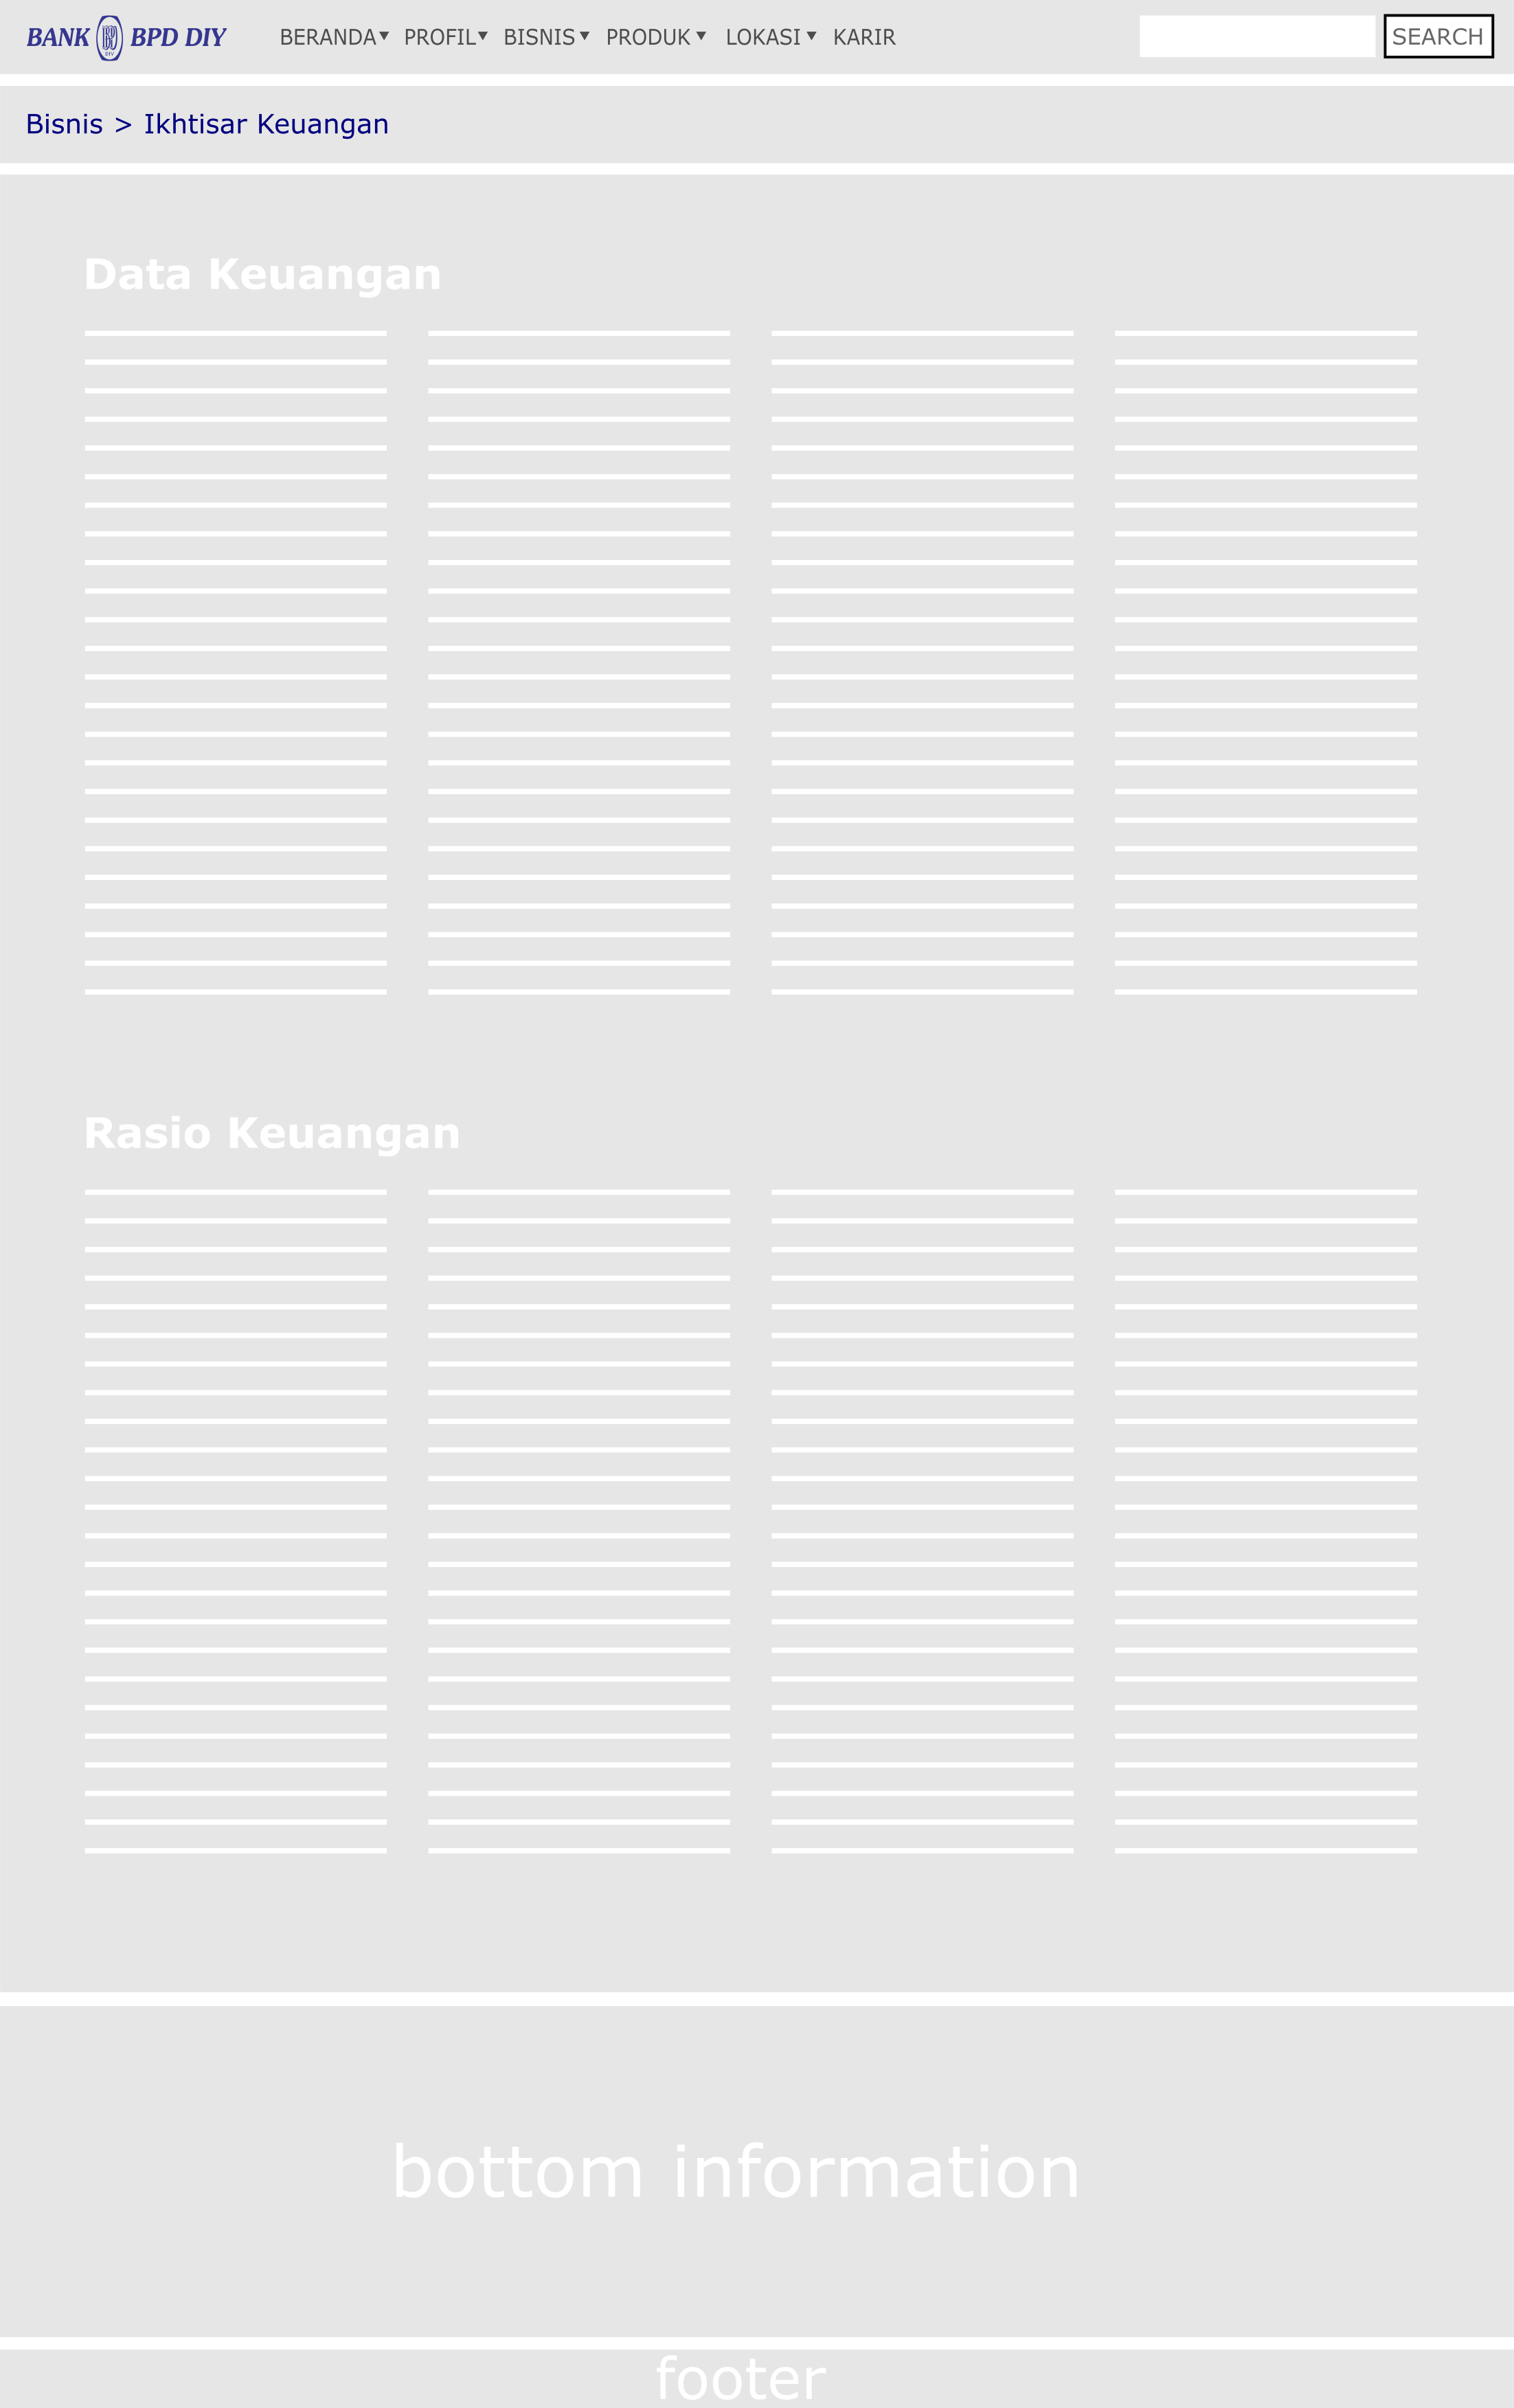 BANK BPD DIY BERANDA PROFIL BISNIS PRODUK LOKASI KARIR SEARCH
Bisnis > Ikhtisar Keuangan
Data Keuangan
Rasio Keuangan
bottom information
footer